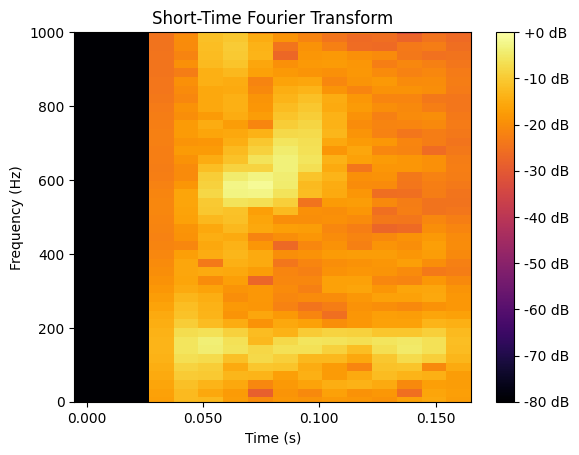 Short-Time Fourier Transform
1000
800
600
400
200
0
Frequency (Hz)
0.000
0.050
0.100
0.150
Time (s)
+0 dB
-10 dB
-20 dB
-30 dB
-40 dB
-50 dB
-60 dB
-70 dB
-80 dB